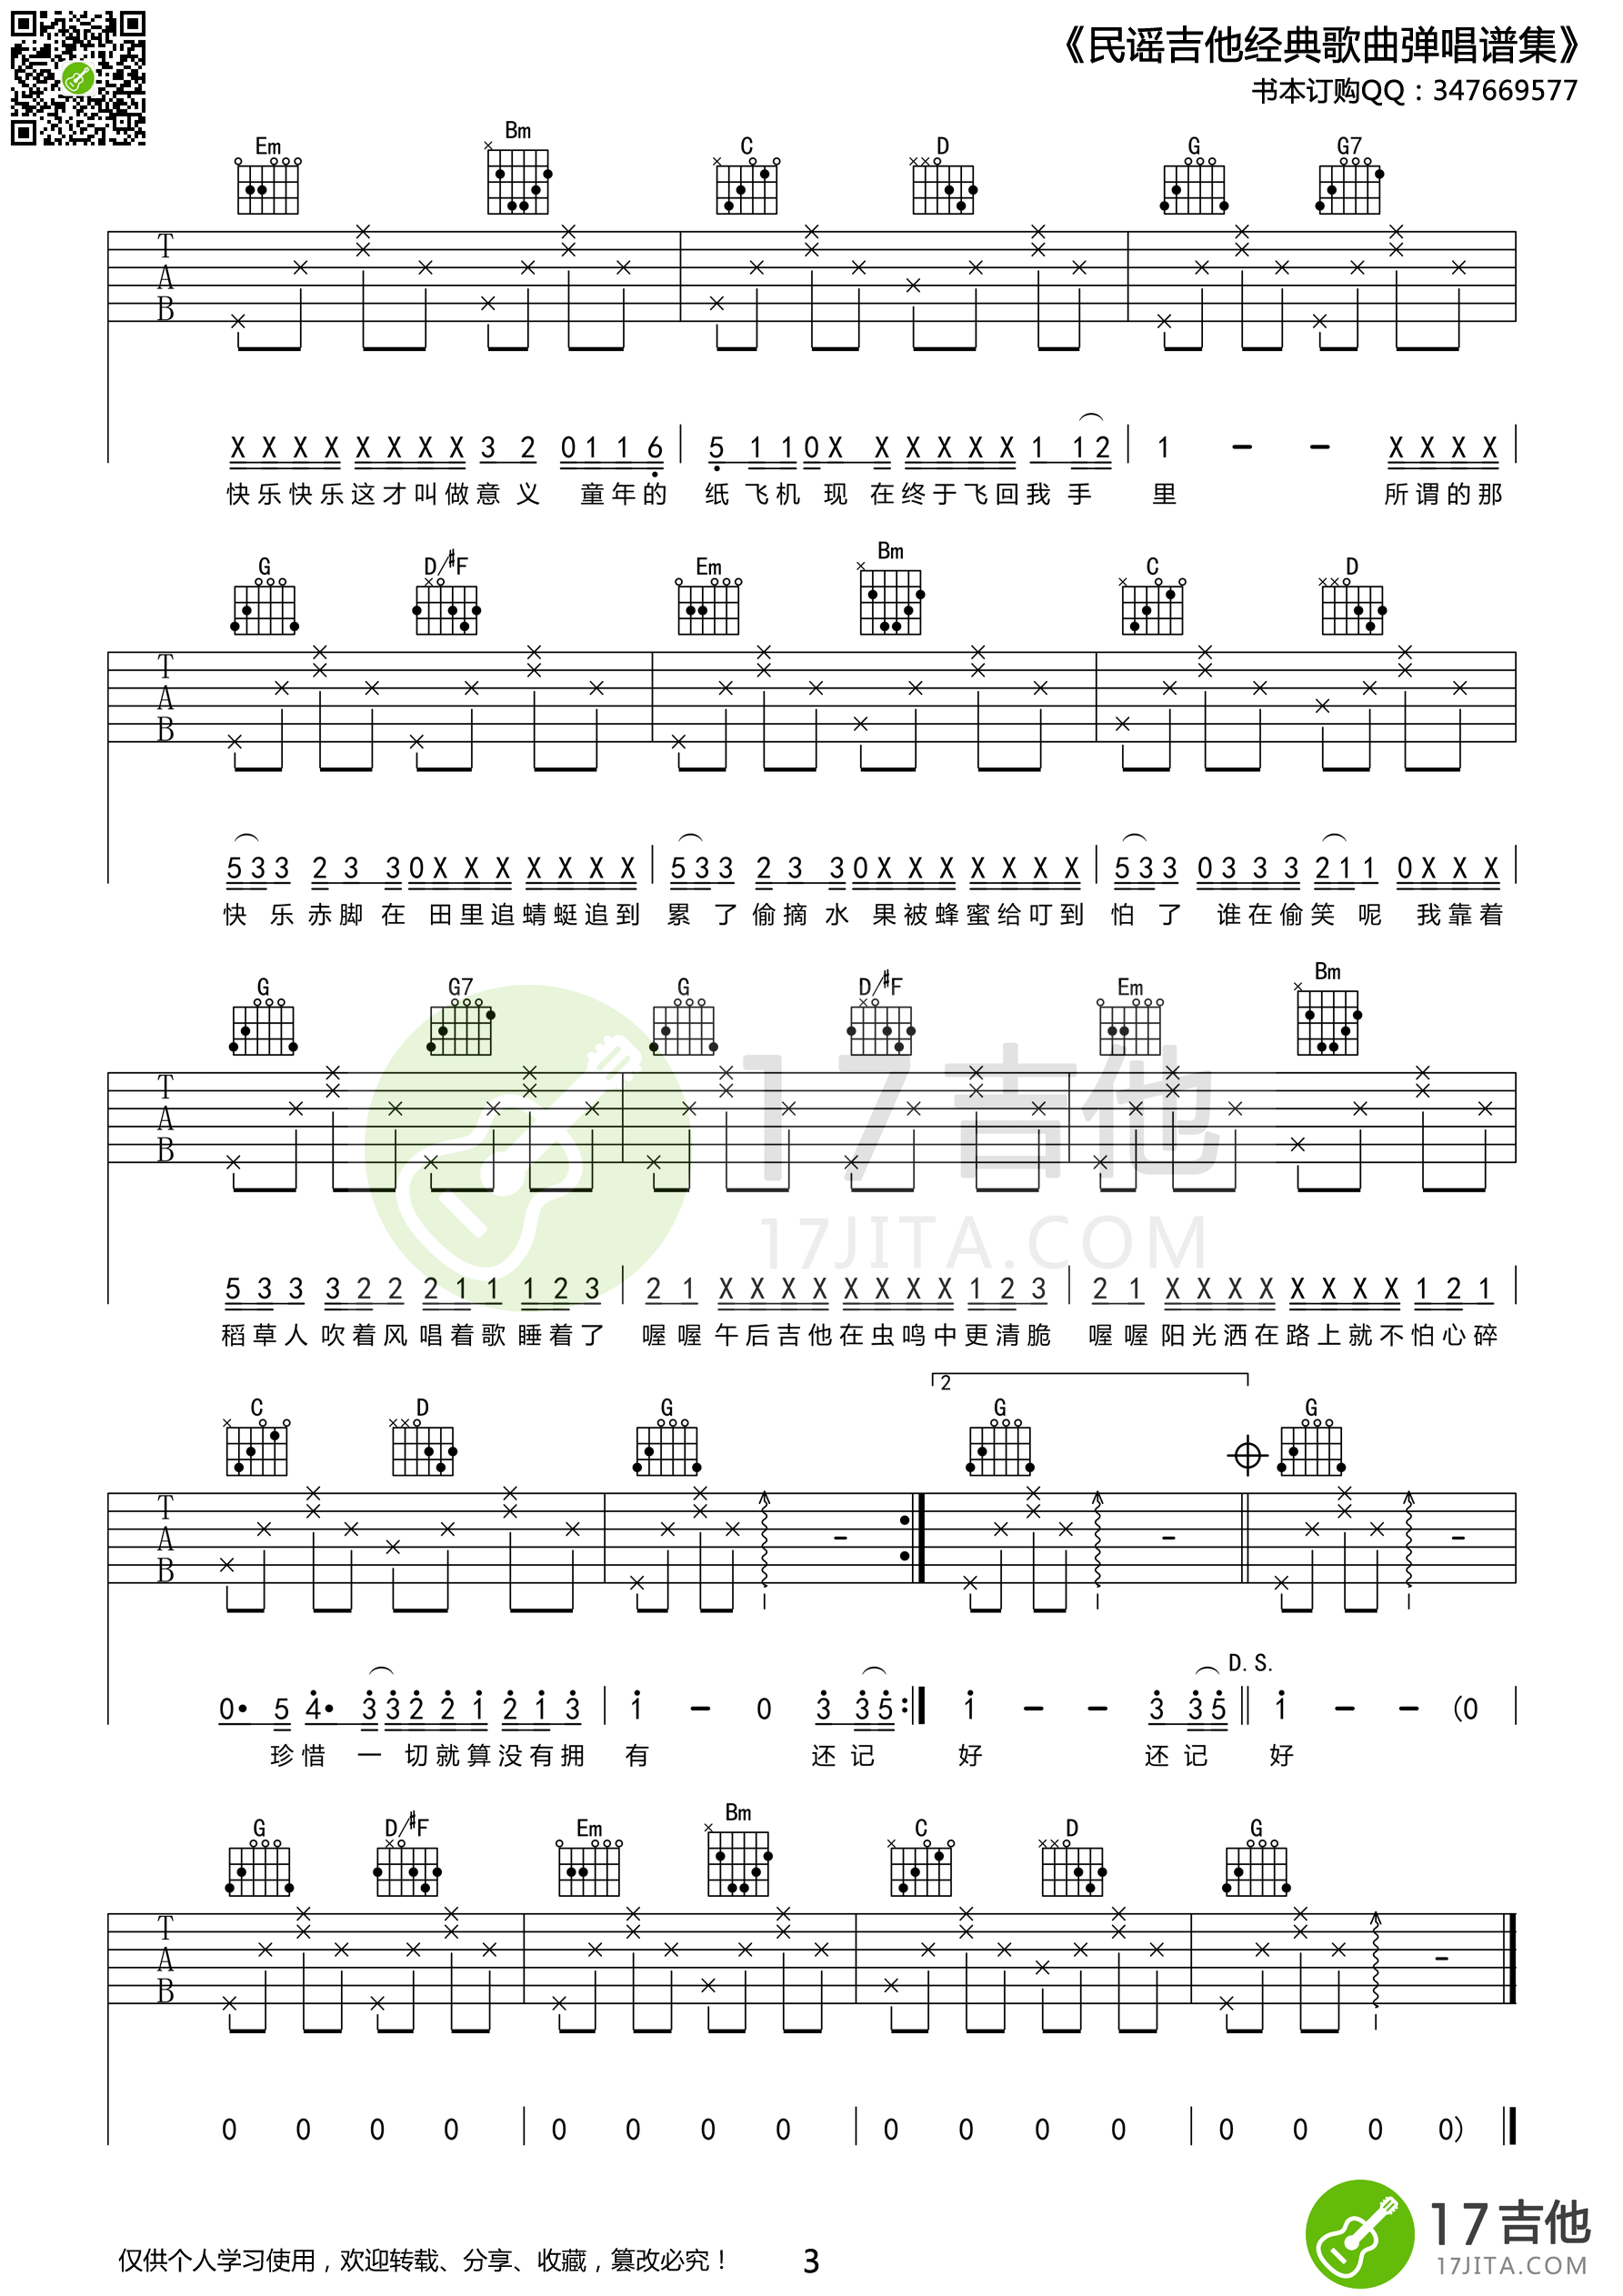 《民谣吉他经典歌曲弹唱谱集》
书本订购QQ：347669577
Em Bm C D G G7
T
A
B
X X X X X X X X 3 2 0 1 1 6 5 1 1 0 X X X X X X 1 1 2 1 － － X X X X
快乐快乐这才叫做意义 童年的 纸飞机 现在终于飞回我手 里 所谓的那
G D/#F Em Bm C D
T
A
B
5 3 3 2 3 3 0 X X X X X X X 5 3 3 2 3 3 0 X X X X X X X 5 3 3 0 3 3 3 2 1 1 0 X X X
快乐 赤脚在 田里追蜻蜓追到 累了 偷摘水 果被蜂蜜给叮到 怕了 谁在偷笑呢 我靠着
G G7 G D/#F Em Bm
T
A
B
17吉他
17JITA.COM
5 3 3 3 2 2 2 1 1 1 2 3 2 1 X X X X X X X X 1 2 3 2 1 X X X X X X X X 1 2 1
稻草人 吹着风 唱着歌 睡着了 喔喔 午后吉他在虫鸣中更清脆 喔喔 阳光洒在路上就不怕心碎
2
C D G G G
T
A
B
D. S.
0• 5 4• 3 3 2 2 1 2 1 3 1 － 0 3 3 5 1 － － 3 3 5 1 － － (0
珍惜 一切就算没有拥 有 还记 好 还记 好
G D/#F Em Bm C D G
T
A
B
0 0 0 0 0 0 0 0 0 0 0 0 0 0 0 0)
仅供个人学习使用，欢迎转载、分享、收藏，篡改必究！
3
17吉他
17JITA.COM